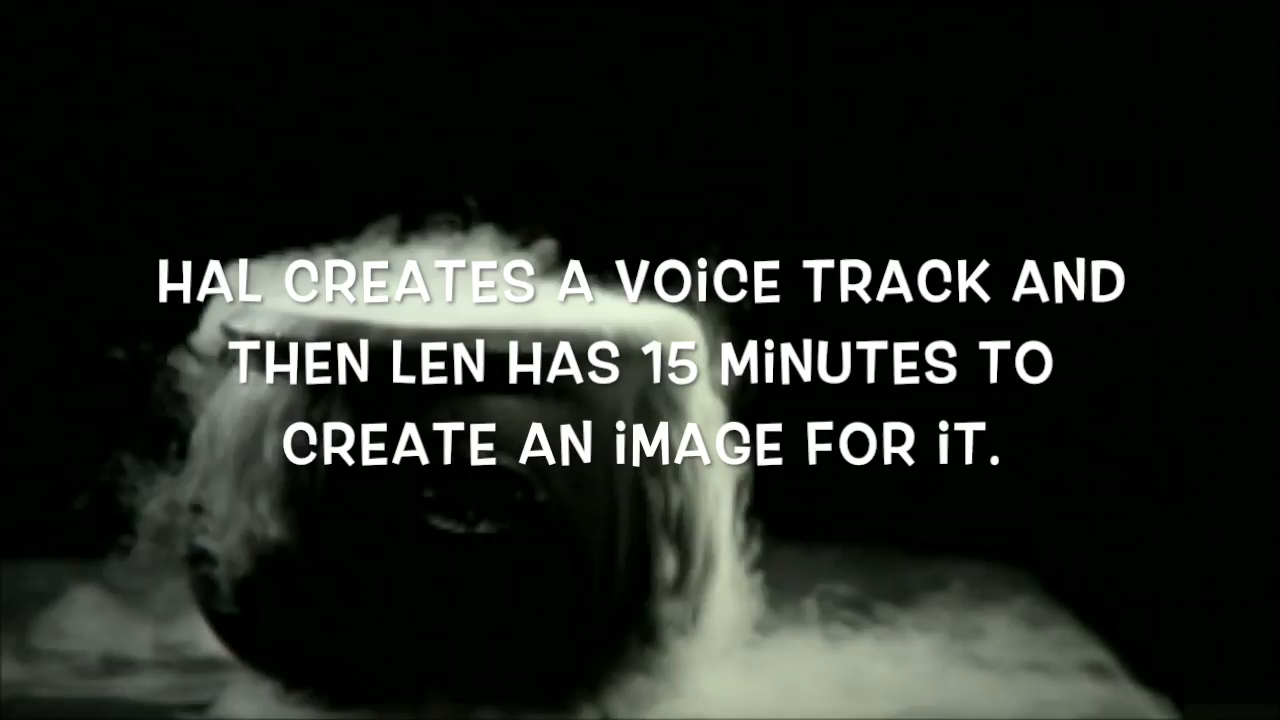 HAL CREATES A VOiCE TRACK AND
THEN LEN HAS 15 MiNUTES TO
CREATE AN iMAGE FOR iT.